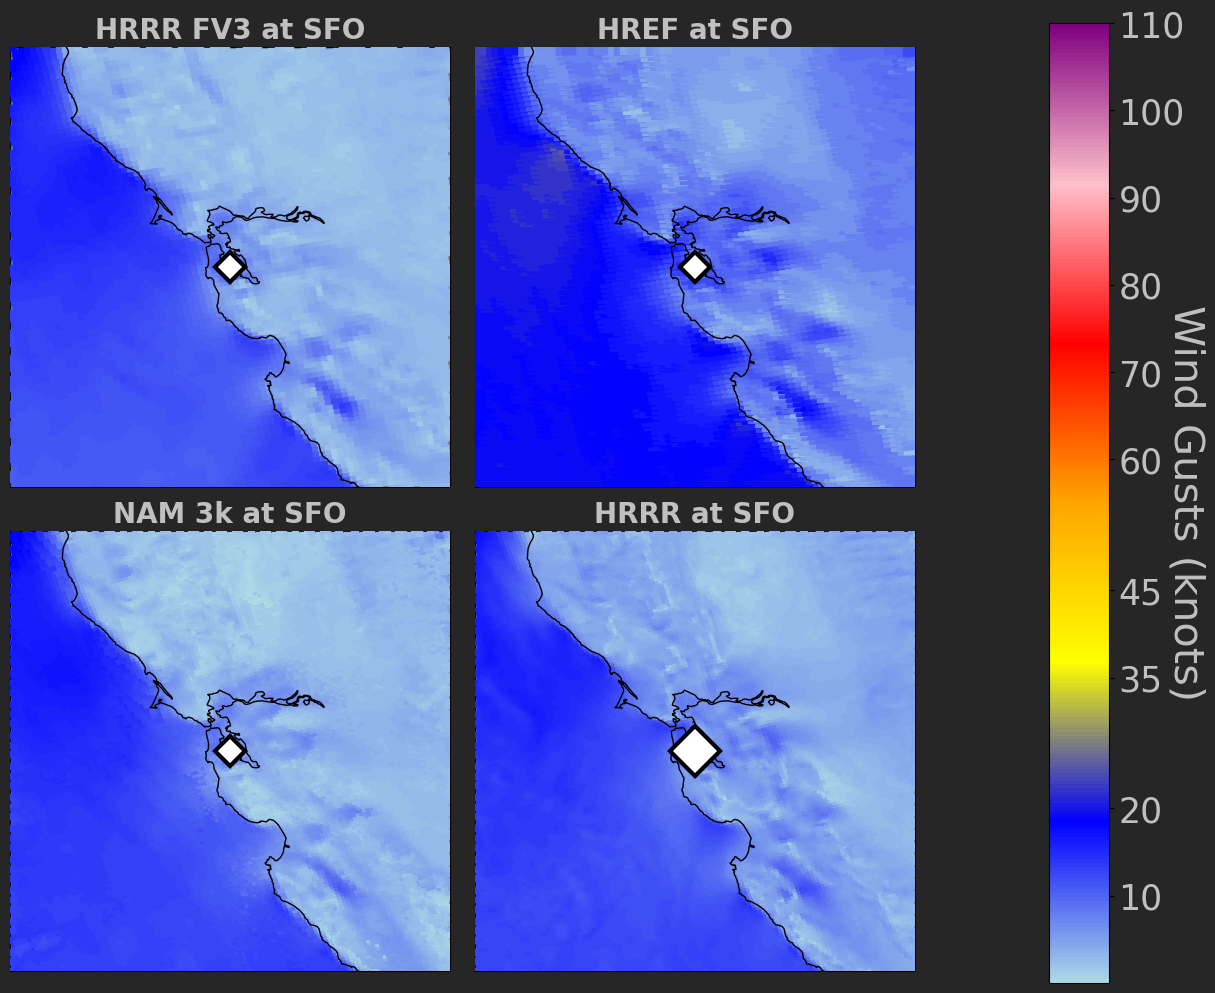 HRRR FV3 at SFO
HREF at SFO
NAM 3k at SFO
HRRR at SFO
110
100
90
80
70
60
45
35
20
10
Wind Gusts (knots)